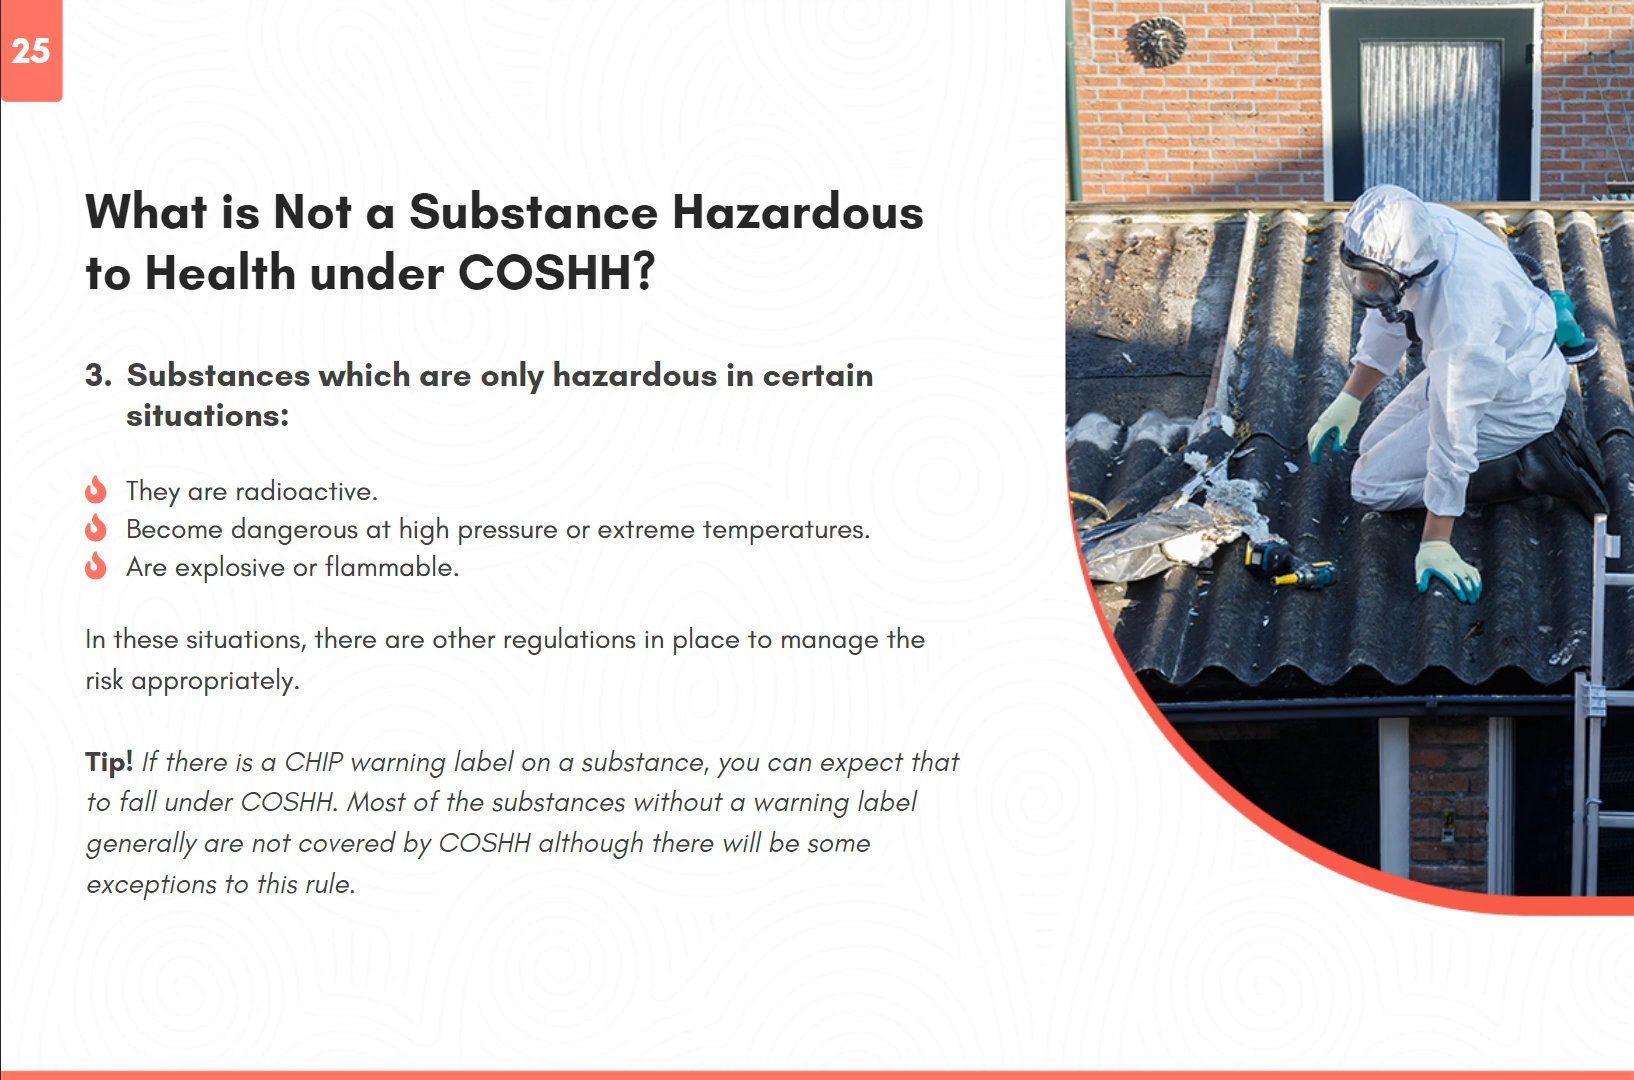 25
What is Not a Substance Hazardous
to Health under COSHH?
3. Substances which are only hazardous in certain
situations:
They are radioactive.
Become dangerous at high pressure or extreme temperatures.
Are explosive or flammable.
In these situations, there are other regulations in place to manage the
risk appropriately.
Tip! If there is a CHIP warning label on a substance, you can expect that
to fall under COSHH. Most of the substances without a warning label
generally are not covered by COSHH although there will be some
exceptions to this rule.